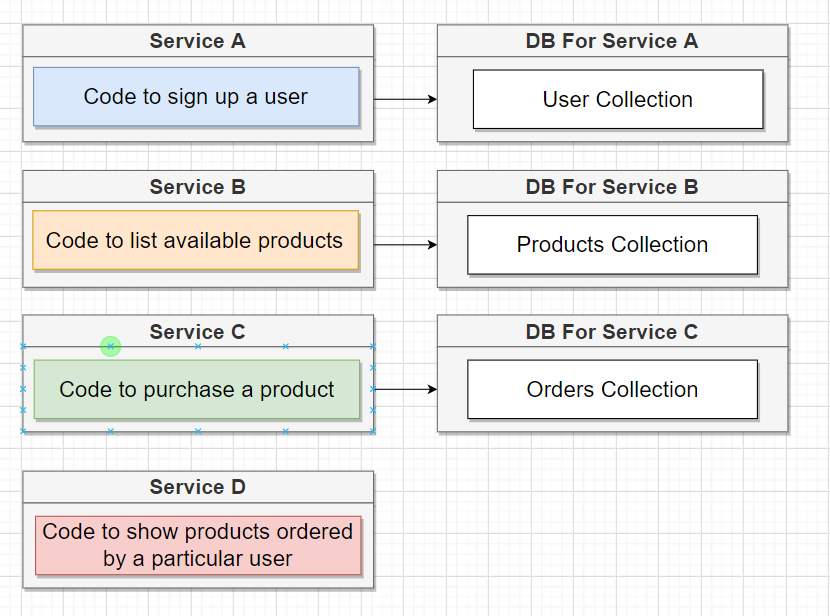 Service A
DB For Service A
Code to sign up a user
User Collection
Service B
DB For Service B
Code to list available products
Products Collection
Service C
DB For Service C
Code to purchase a product
Orders Collection
Service D
Code to show products ordered
by a particular user